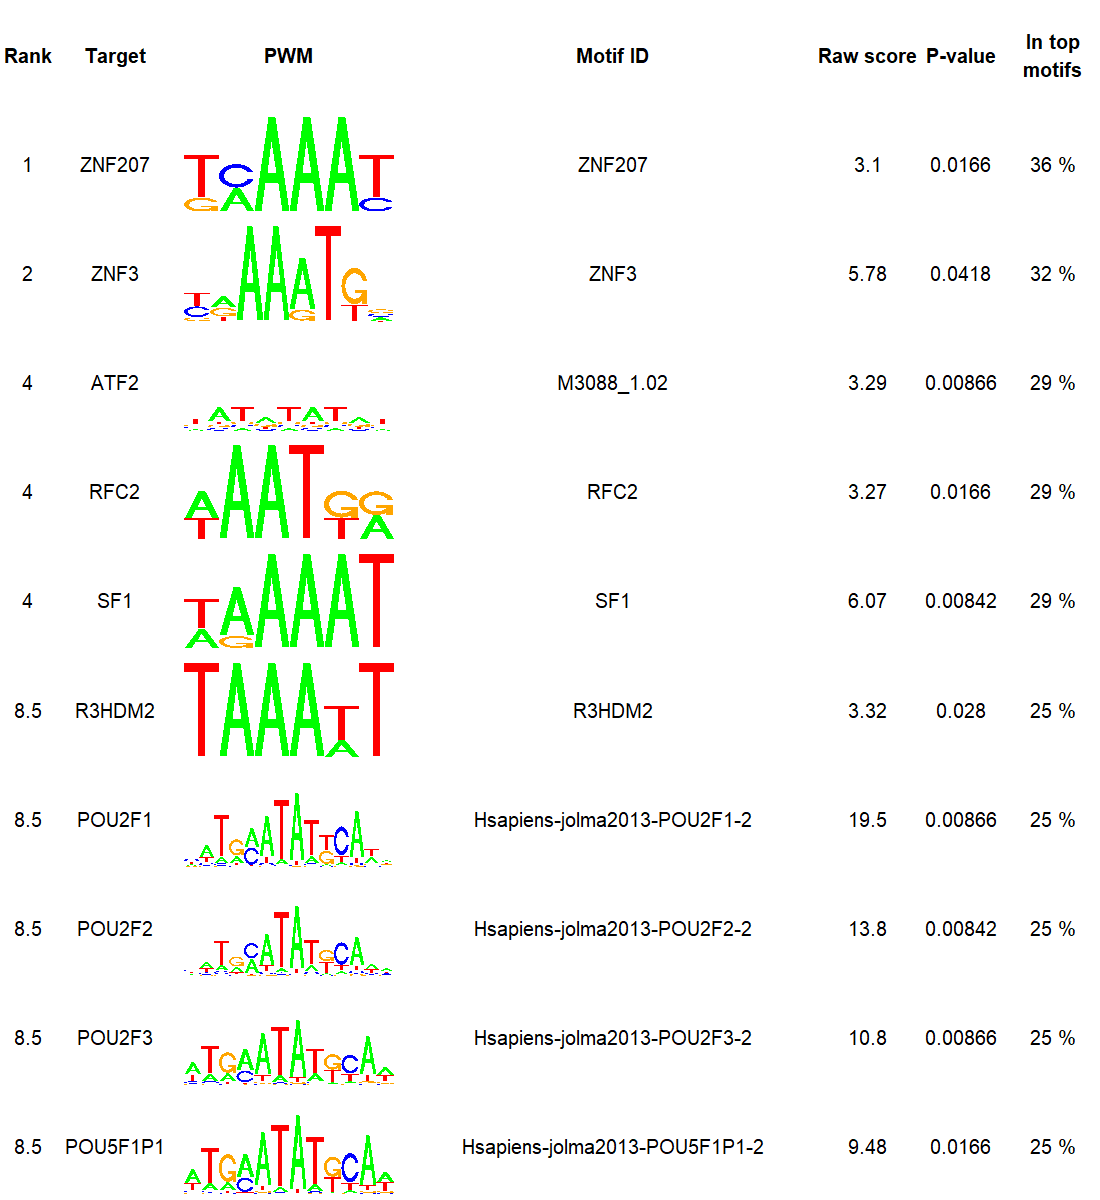 Rank Target PWM Motif ID Raw score P-value In top motifs
1 ZNF207 ZNF207 3.1 0.0166 36 %
2 ZNF3 ZNF3 5.78 0.0418 32 %
4 ATF2 M3088_1.02 3.29 0.00866 29 %
4 RFC2 RFC2 3.27 0.0166 29 %
4 SF1 SF1 6.07 0.00842 29 %
8.5 R3HDM2 R3HDM2 3.32 0.028 25 %
8.5 POU2F1 Hsapiens-jolma2013-POU2F1-2 19.5 0.00866 25 %
8.5 POU2F2 Hsapiens-jolma2013-POU2F2-2 13.8 0.00842 25 %
8.5 POU2F3 Hsapiens-jolma2013-POU2F3-2 10.8 0.00866 25 %
8.5 POU5F1P1 Hsapiens-jolma2013-POU5F1P1-2 9.48 0.0166 25 %